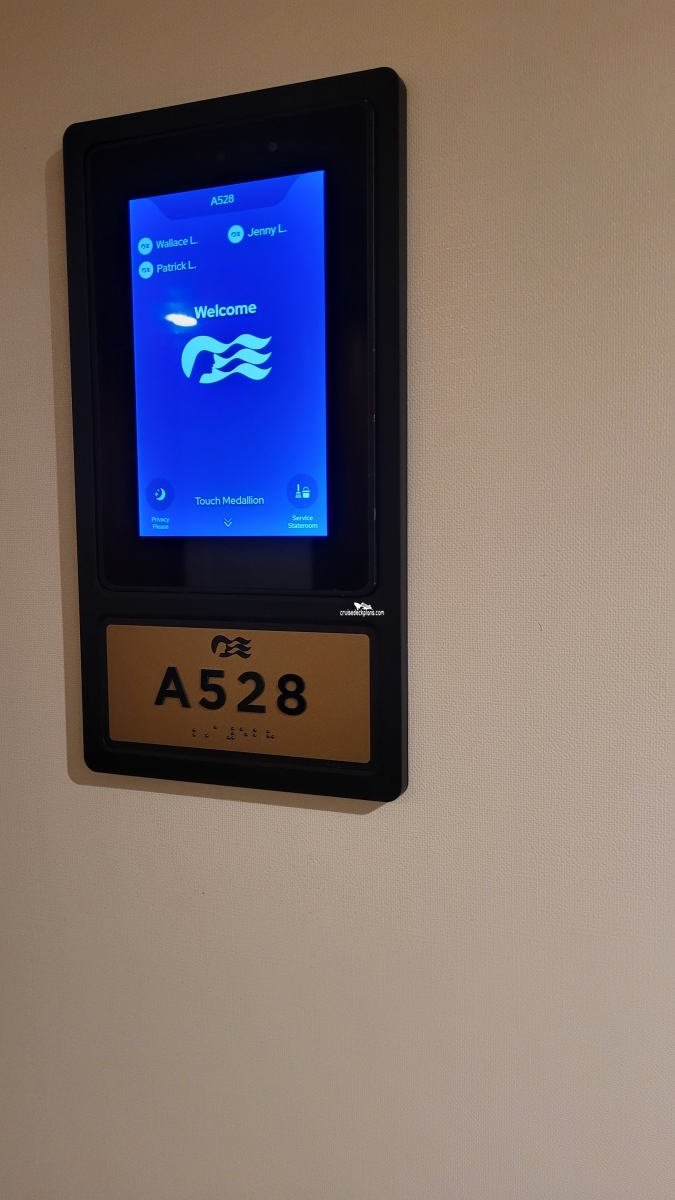 A528
Wallace L.
Jenny L.
Patrick L.
Welcome
Touch Medallion
Privacy
Please
Service
Stateroom
cruisedeckplans.com
A528